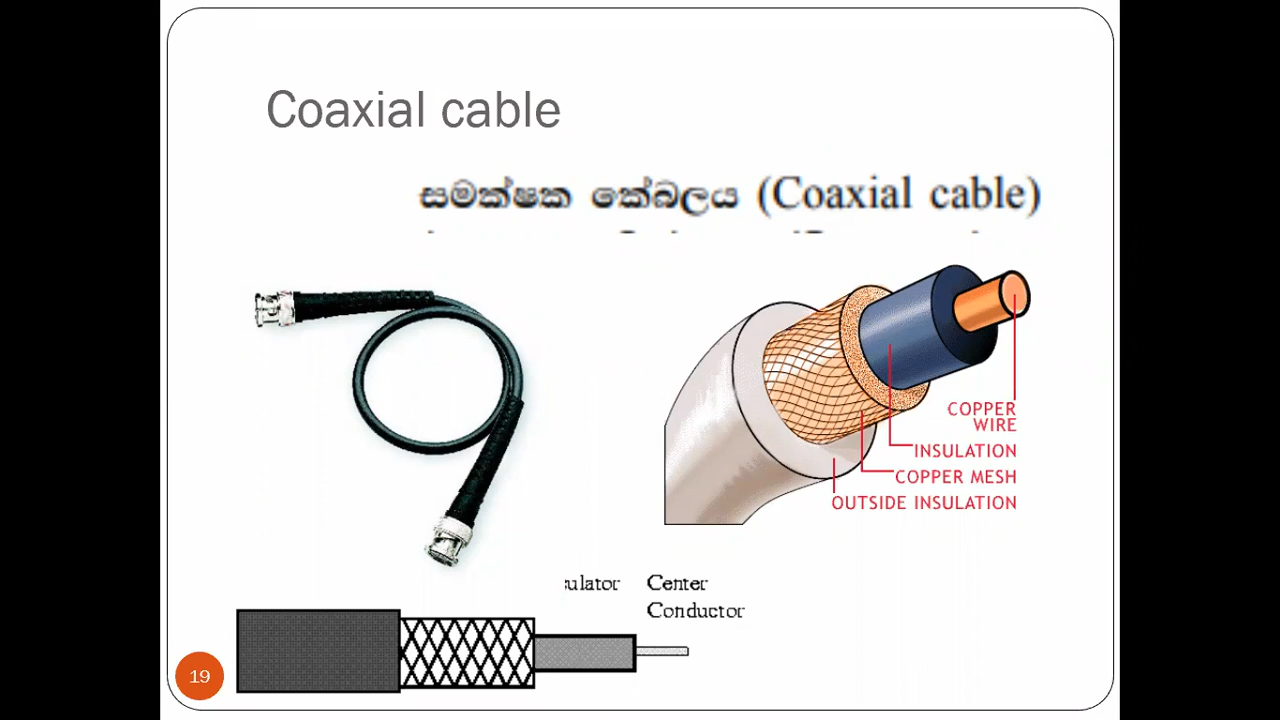 Coaxial cable
සමක්ෂක කේබලය (Coaxial cable)
COPPER
WIRE
INSULATION
COPPER MESH
OUTSIDE INSULATION
ulator Center
Conductor
19